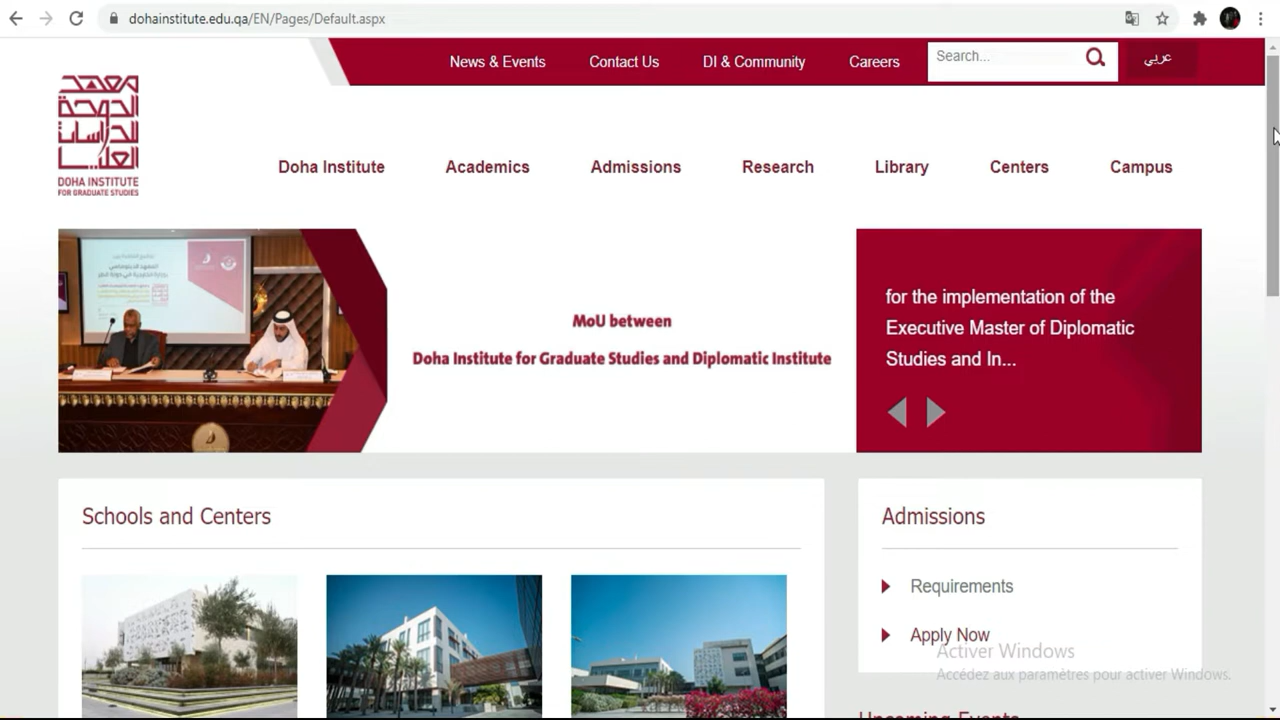 dohainstitute.edu.qa/EN/Pages/Default.aspx
News & Events
Contact Us
DI & Community
Careers
Search...
عربي
معهد
الدوحة
للدراسات
العليا
DOHA INSTITUTE
FOR GRADUATE STUDIES
Doha Institute
Academics
Admissions
Research
Library
Centers
Campus
MoU between
Doha Institute for Graduate Studies and Diplomatic Institute
for the implementation of the
Executive Master of Diplomatic
Studies and In...
Schools and Centers
Admissions
Requirements
Apply Now
Activer Windows
Accédez aux paramètres pour activer Windows.
Upcoming Events